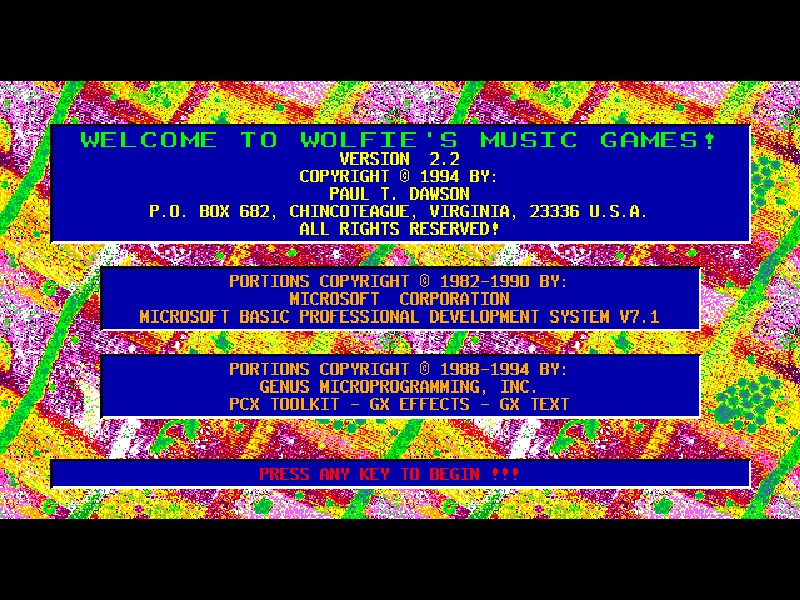 WELCOME TO WOLFIE'S MUSIC GAMES!
VERSION 2.2
COPYRIGHT © 1994 BY:
PAUL T. DAWSON
P.O. BOX 682, CHINCOTEAGUE, VIRGINIA, 23336 U.S.A.
ALL RIGHTS RESERVED!
PORTIONS COPYRIGHT © 1982-1990 BY:
MICROSOFT CORPORATION
MICROSOFT BASIC PROFESSIONAL DEVELOPMENT SYSTEM V7.1
PORTIONS COPYRIGHT © 1988-1994 BY:
GENUS MICROPROGRAMMING, INC.
PCX TOOLKIT - GX EFFECTS - GX TEXT
PRESS ANY KEY TO BEGIN !!!